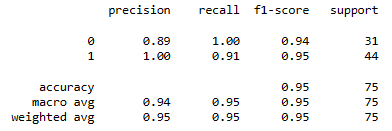 precision recall f1-score support
0 0.89 1.00 0.94 31
1 1.00 0.91 0.95 44
accuracy 0.95 75
macro avg 0.94 0.95 0.95 75
weighted avg 0.95 0.95 0.95 75